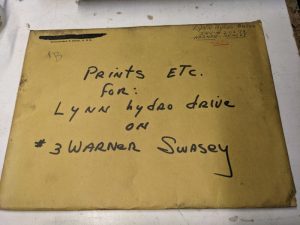 PRINTS ETC.
FOR:
LYNN hydro drive
ON
#3 WARNER SWASEY